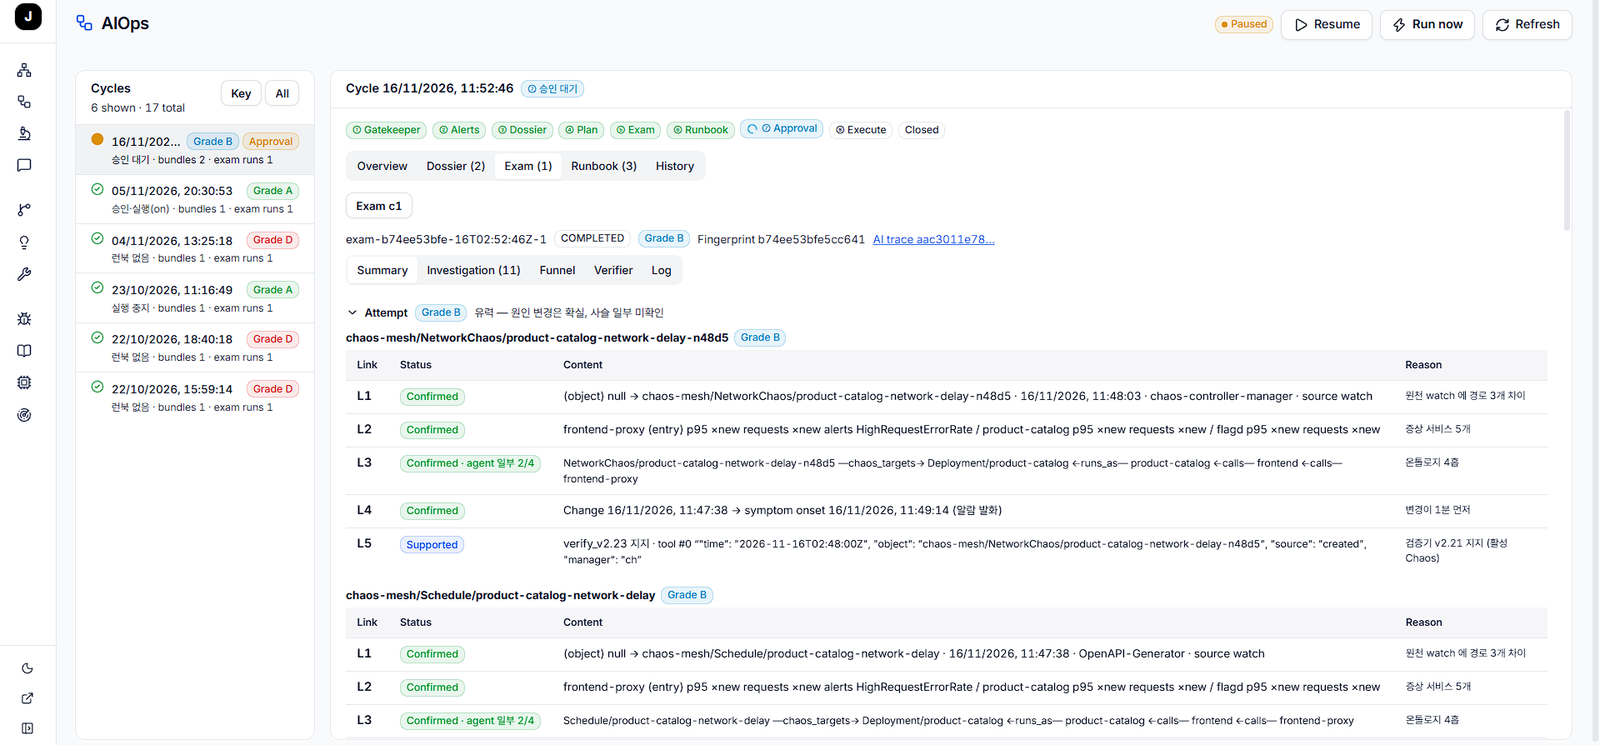 J
AIOps
Paused
Resume
Run now
Refresh
Cycles
6 shown · 17 total
Key
All
16/11/202... Grade B Approval
승인 대기 · bundles 2 · exam runs 1
05/11/2026, 20:30:53 Grade A
승인·실행(on) · bundles 1 · exam runs 1
04/11/2026, 13:25:18 Grade D
런북 없음 · bundles 1 · exam runs 1
23/10/2026, 11:16:49 Grade A
실행 중지 · bundles 1 · exam runs 1
22/10/2026, 18:40:18 Grade D
런북 없음 · bundles 1 · exam runs 1
22/10/2026, 15:59:14 Grade D
런북 없음 · bundles 1 · exam runs 1
Cycle 16/11/2026, 11:52:46 ⑦ 승인 대기
① Gatekeeper ② Alerts ③ Dossier ④ Plan ⑤ Exam ⑥ Runbook ⑦ Approval ⑧ Execute Closed
Overview Dossier (2) Exam (1) Runbook (3) History
Exam c1
exam-b74ee53bfe-16T02:52:46Z-1 COMPLETED Grade B Fingerprint b74ee53bfe5cc641 AI trace aac3011e78...
Summary Investigation (11) Funnel Verifier Log
Attempt Grade B 유력 — 원인 변경은 확실, 사슬 일부 미확인
chaos-mesh/NetworkChaos/product-catalog-network-delay-n48d5 Grade B
Link Status Content Reason
L1 Confirmed (object) null → chaos-mesh/NetworkChaos/product-catalog-network-delay-n48d5 · 16/11/2026, 11:48:03 · chaos-controller-manager · source watch 원천 watch 에 경로 3개 차이
L2 Confirmed frontend-proxy (entry) p95 ×new requests ×new alerts HighRequestErrorRate / product-catalog p95 ×new requests ×new / flagd p95 ×new requests ×new 증상 서비스 5개
L3 Confirmed · agent 일부 2/4 NetworkChaos/product-catalog-network-delay-n48d5 —chaos_targets→ Deployment/product-catalog ←runs_as— product-catalog ←calls— frontend ←calls— 온톨로지 4홉
frontend-proxy
L4 Confirmed Change 16/11/2026, 11:47:38 → symptom onset 16/11/2026, 11:49:14 (알람 발화) 변경이 1분 먼저
L5 Supported verify_v2.23 지지 · tool #0 “"time": "2026-11-16T02:48:00Z", "object": "chaos-mesh/NetworkChaos/product-catalog-network-delay-n48d5", "source": "created", 검증기 v2.21 지지 (활성
"manager": "ch” Chaos)
chaos-mesh/Schedule/product-catalog-network-delay Grade B
Link Status Content Reason
L1 Confirmed (object) null → chaos-mesh/Schedule/product-catalog-network-delay · 16/11/2026, 11:47:38 · OpenAPI-Generator · source watch 원천 watch 에 경로 3개 차이
L2 Confirmed frontend-proxy (entry) p95 ×new requests ×new alerts HighRequestErrorRate / product-catalog p95 ×new requests ×new / flagd p95 ×new requests ×new 증상 서비스 5개
L3 Confirmed · agent 일부 2/4 Schedule/product-catalog-network-delay —chaos_targets→ Deployment/product-catalog ←runs_as— product-catalog ←calls— frontend ←calls— frontend-proxy 온톨로지 4홉